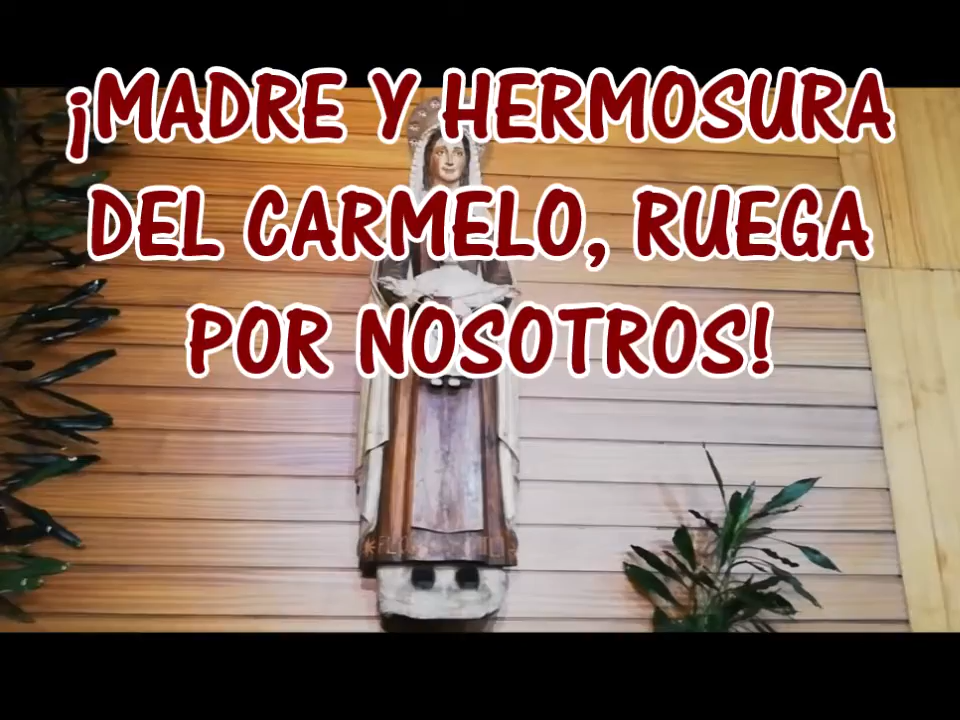 ¡MADRE Y HERMOSURA
DEL CARMELO, RUEGA
POR NOSOTROS!